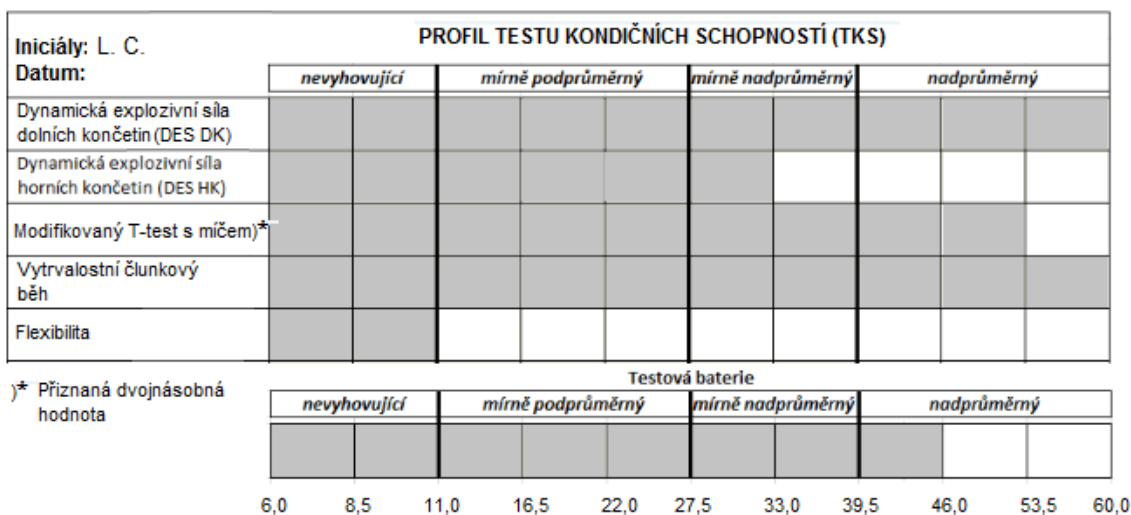 Iniciály: L. C.
Datum:
PROFIL TESTU KONDIČNÍCH SCHOPNOSTÍ (TKS)
nevyhovující mírně podprůměrný mírně nadprůměrný nadprůměrný
Dynamická explozivní síla
dolních končetin (DES DK)
Dynamická explozivní síla
horních končetin (DES HK)
Modifikovaný T-test s míčem)*
Vytrvalostní člunkový
běh
Flexibilita
)* Přiznaná dvojnásobná
hodnota
Testová baterie
nevyhovující mírně podprůměrný mírně nadprůměrný nadprůměrný
6,0 8,5 11,0 16,5 22,0 27,5 33,0 39,5 46,0 53,5 60,0